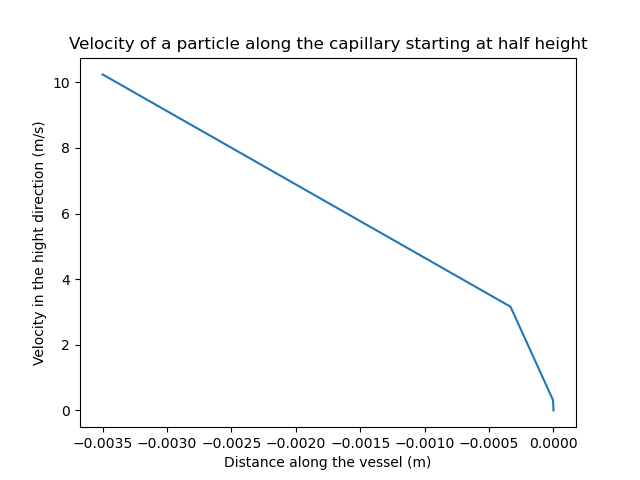 Velocity of a particle along the capillary starting at half height
Velocity in the hight direction (m/s)
10
8
6
4
2
0
−0.0035 −0.0030 −0.0025 −0.0020 −0.0015 −0.0010 −0.0005 0.0000
Distance along the vessel (m)